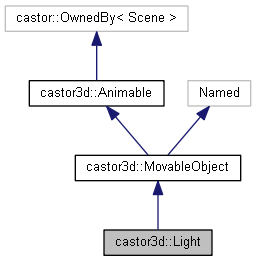 castor::OwnedBy< Scene >
castor3d::Animable
Named
castor3d::MovableObject
castor3d::Light